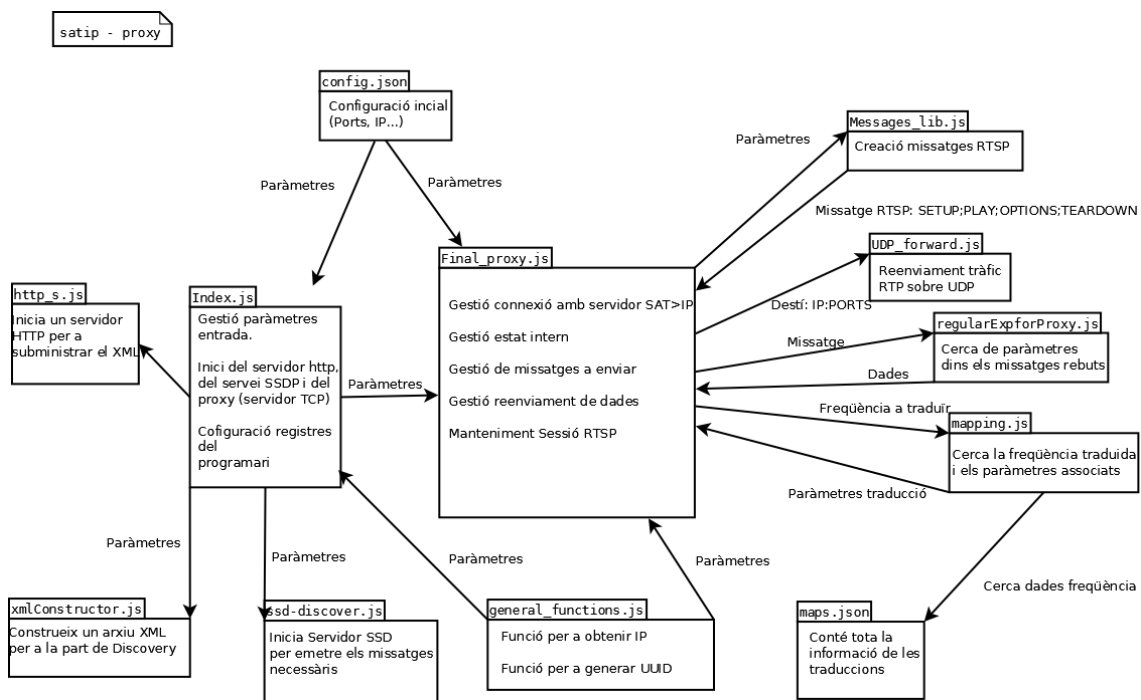 satip - proxy
config.json
Configuració incial
(Ports, IP...)
Paràmetres
Paràmetres
Messages_lib.js
Creació missatges RTSP
Paràmetres
Missatge RTSP: SETUP;PLAY;OPTIONS;TEARDOWN
Final_proxy.js
Gestió connexió amb servidor SAT>IP
Gestió estat intern
Gestió de missatges a enviar
Gestió reenviament de dades
Manteniment Sessió RTSP
UDP_forward.js
Reenviament tràfic
RTP sobre UDP
Destí: IP:PORTS
regularExpforProxy.js
Cerca de paràmetres
dins els missatges rebuts
Missatge
Dades
Freqüència a traduïr
mapping.js
Cerca la freqüència traduida
i els paràmetres associats
Paràmetres traducció
http_s.js
Inicia un servidor
HTTP per a
subministrar el XML
Index.js
Gestió paràmetres
entrada.
Inici del servidor http,
del servei SSDP i del
proxy (servidor TCP)
Cofiguració registres
del
programari
Paràmetres
Paràmetres
Paràmetres
Paràmetres
Paràmetres
Cerca dades freqüència
xmlConstructor.js
Construeix un arxiu XML
per a la part de Discovery
ssd-discover.js
Inicia Servidor SSD
per emetre els missatges
necessàris
general_functions.js
Funció per a obtenir IP
Funció per a generar UUID
maps.json
Conté tota la
informació de les
traduccions